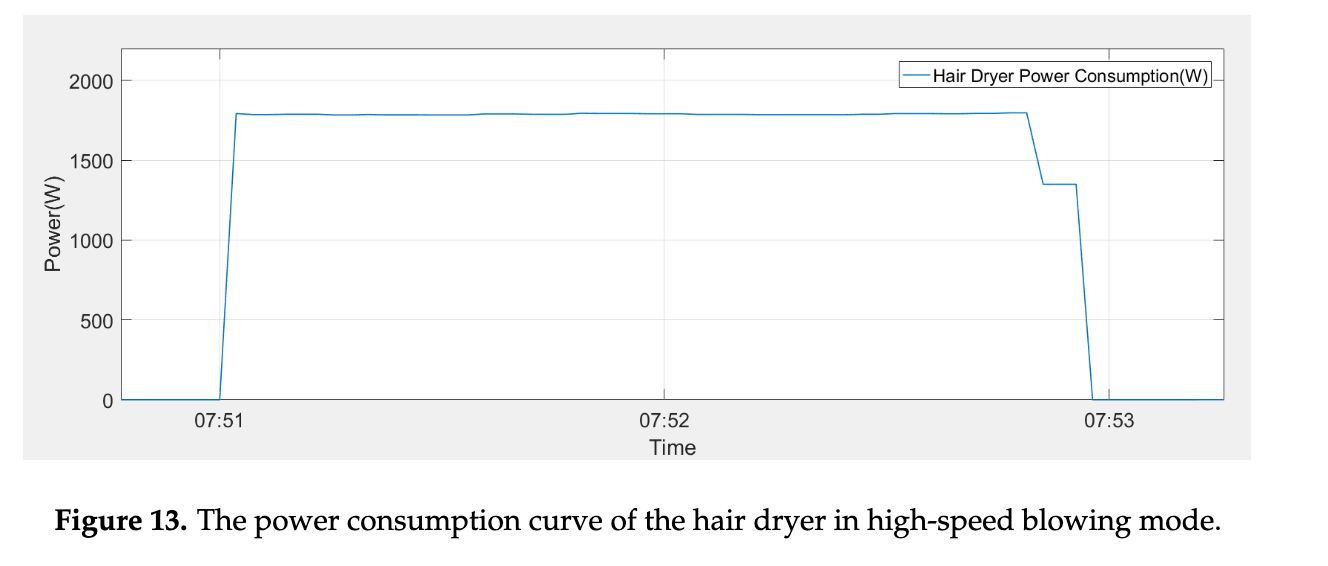 Hair Dryer Power Consumption(W)
2000
1500
1000
500
0
Power(W)
07:51 07:52 07:53
Time
Figure 13. The power consumption curve of the hair dryer in high-speed blowing mode.